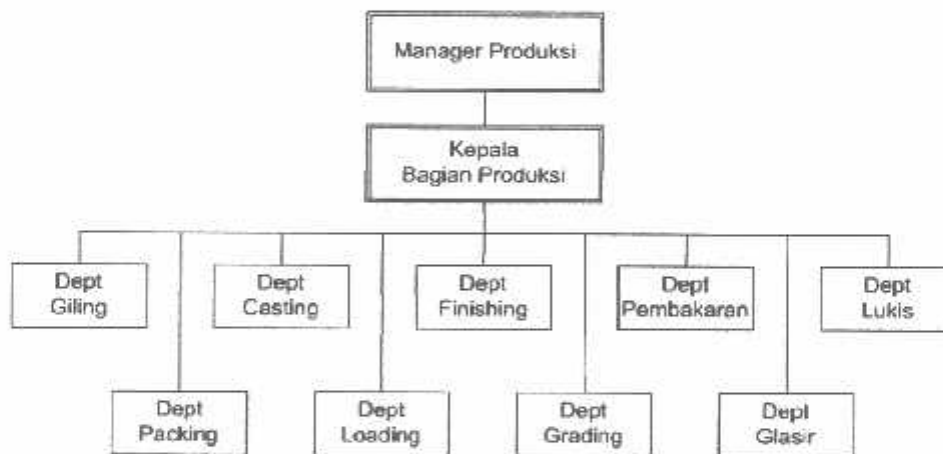 Manager Produksi
Kepala
Bagian Produksi
Dept
Giling
Dept
Casting
Dept
Finishing
Dept
Pembakaran
Dept
Lukis
Dept
Packing
Dept
Loading
Dept
Grading
Dept
Glasir